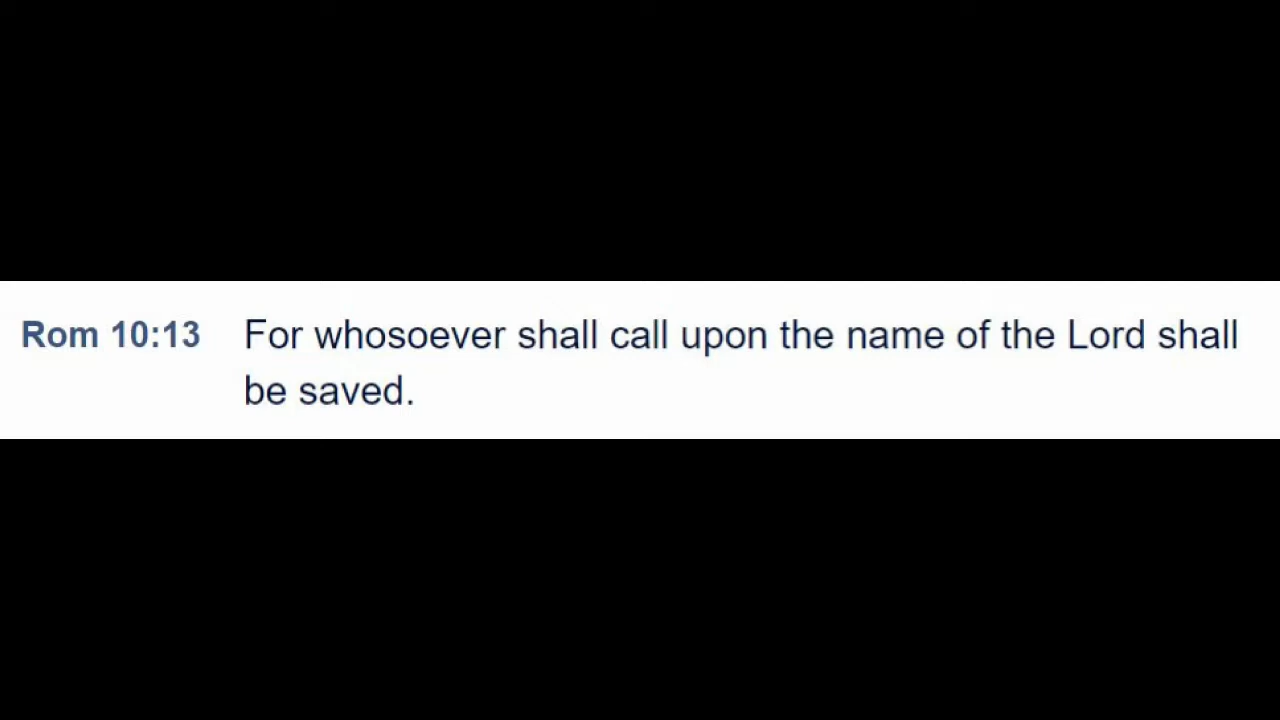 Rom 10:13 For whosoever shall call upon the name of the Lord shall
be saved.